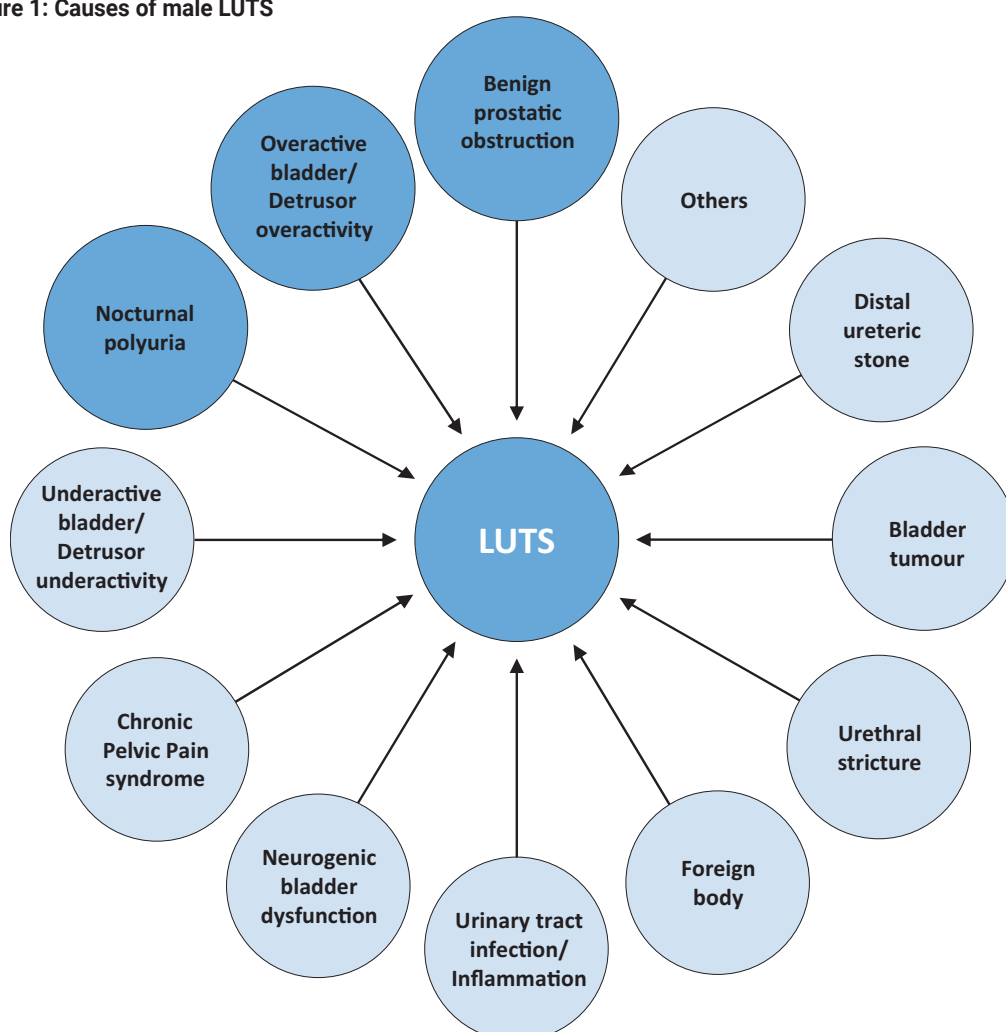 ure 1: Causes of male LUTS
Benign
prostatic
obstruction
Others
Distal
ureteric
stone
Bladder
tumour
Urethral
stricture
Foreign
body
Urinary tract
infection/
Inflammation
Neurogenic
bladder
dysfunction
Chronic
Pelvic Pain
syndrome
Underactive
bladder/
Detrusor
underactivity
Nocturnal
polyuria
Overactive
bladder/
Detrusor
overactivity
LUTS